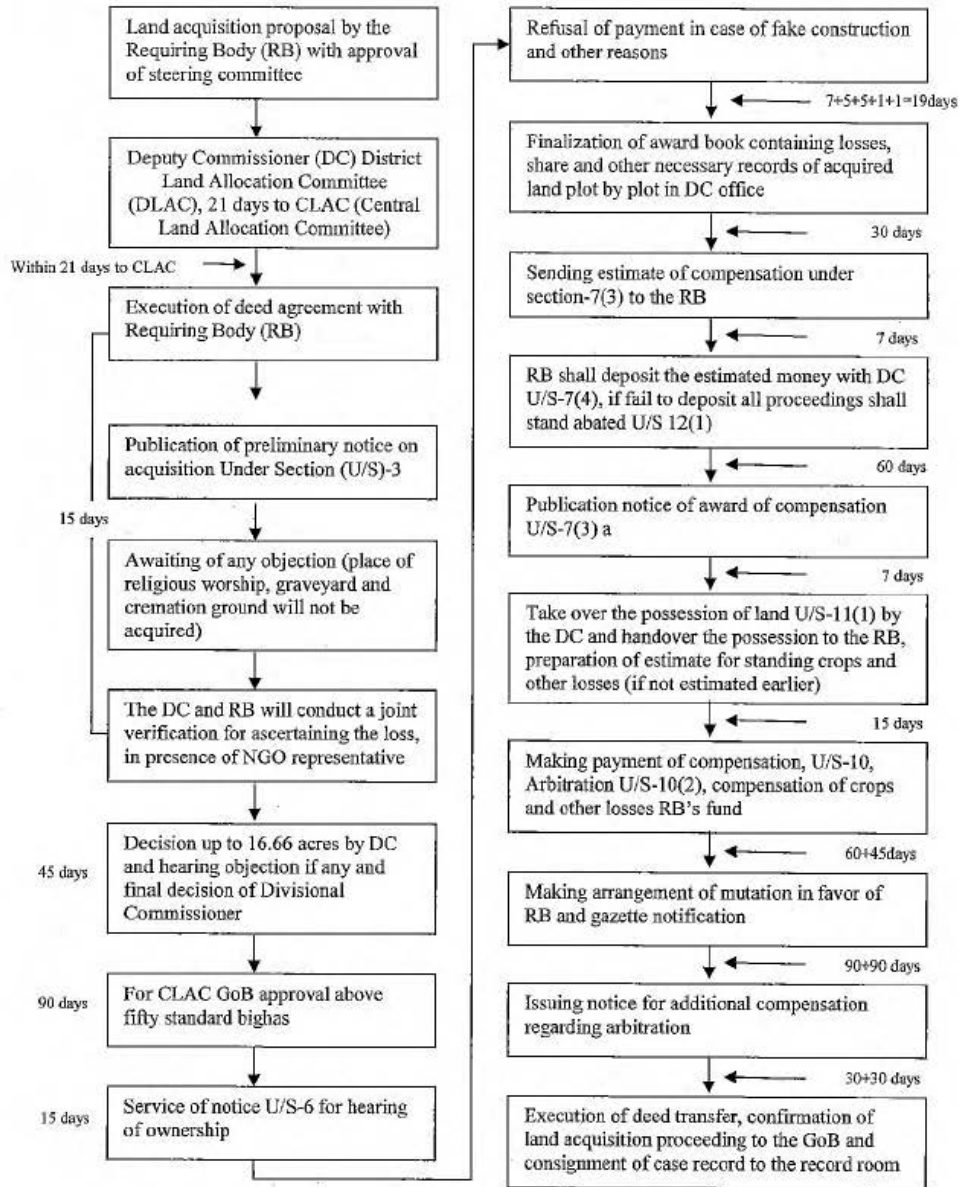 Land acquisition proposal by the
Requiring Body (RB) with approval
of steering committee
Deputy Commissioner (DC) District
Land Allocation Committee
(DLAC), 21 days to CLAC (Central
Land Allocation Committee)
Within 21 days to CLAC
Execution of deed agreement with
Requiring Body (RB)
Publication of preliminary notice on
acquisition Under Section (U/S)-3
15 days
Awaiting of any objection (place of
religious worship, graveyard and
cremation ground will not be
acquired)
The DC and RB will conduct a joint
verification for ascertaining the loss,
in presence of NGO representative
45 days
Decision up to 16.66 acres by DC
and hearing objection if any and
final decision of Divisional
Commissioner
90 days
For CLAC GoB approval above
fifty standard bighas
15 days
Service of notice U/S-6 for hearing
of ownership
Refusal of payment in case of fake construction
and other reasons
7+5+5+1+1=19days
Finalization of award book containing losses,
share and other necessary records of acquired
land plot by plot in DC office
30 days
Sending estimate of compensation under
section-7(3) to the RB
7 days
RB shall deposit the estimated money with DC
U/S-7(4), if fail to deposit all proceedings shall
stand abated U/S 12(1)
60 days
Publication notice of award of compensation
U/S-7(3) a
7 days
Take over the possession of land U/S-11(1) by
the DC and handover the possession to the RB,
preparation of estimate for standing crops and
other losses (if not estimated earlier)
15 days
Making payment of compensation, U/S-10,
Arbitration U/S-10(2), compensation of crops
and other losses RB's fund
60+45days
Making arrangement of mutation in favor of
RB and gazette notification
90+90 days
Issuing notice for additional compensation
regarding arbitration
30+30 days
Execution of deed transfer, confirmation of
land acquisition proceeding to the GoB and
consignment of case record to the record room